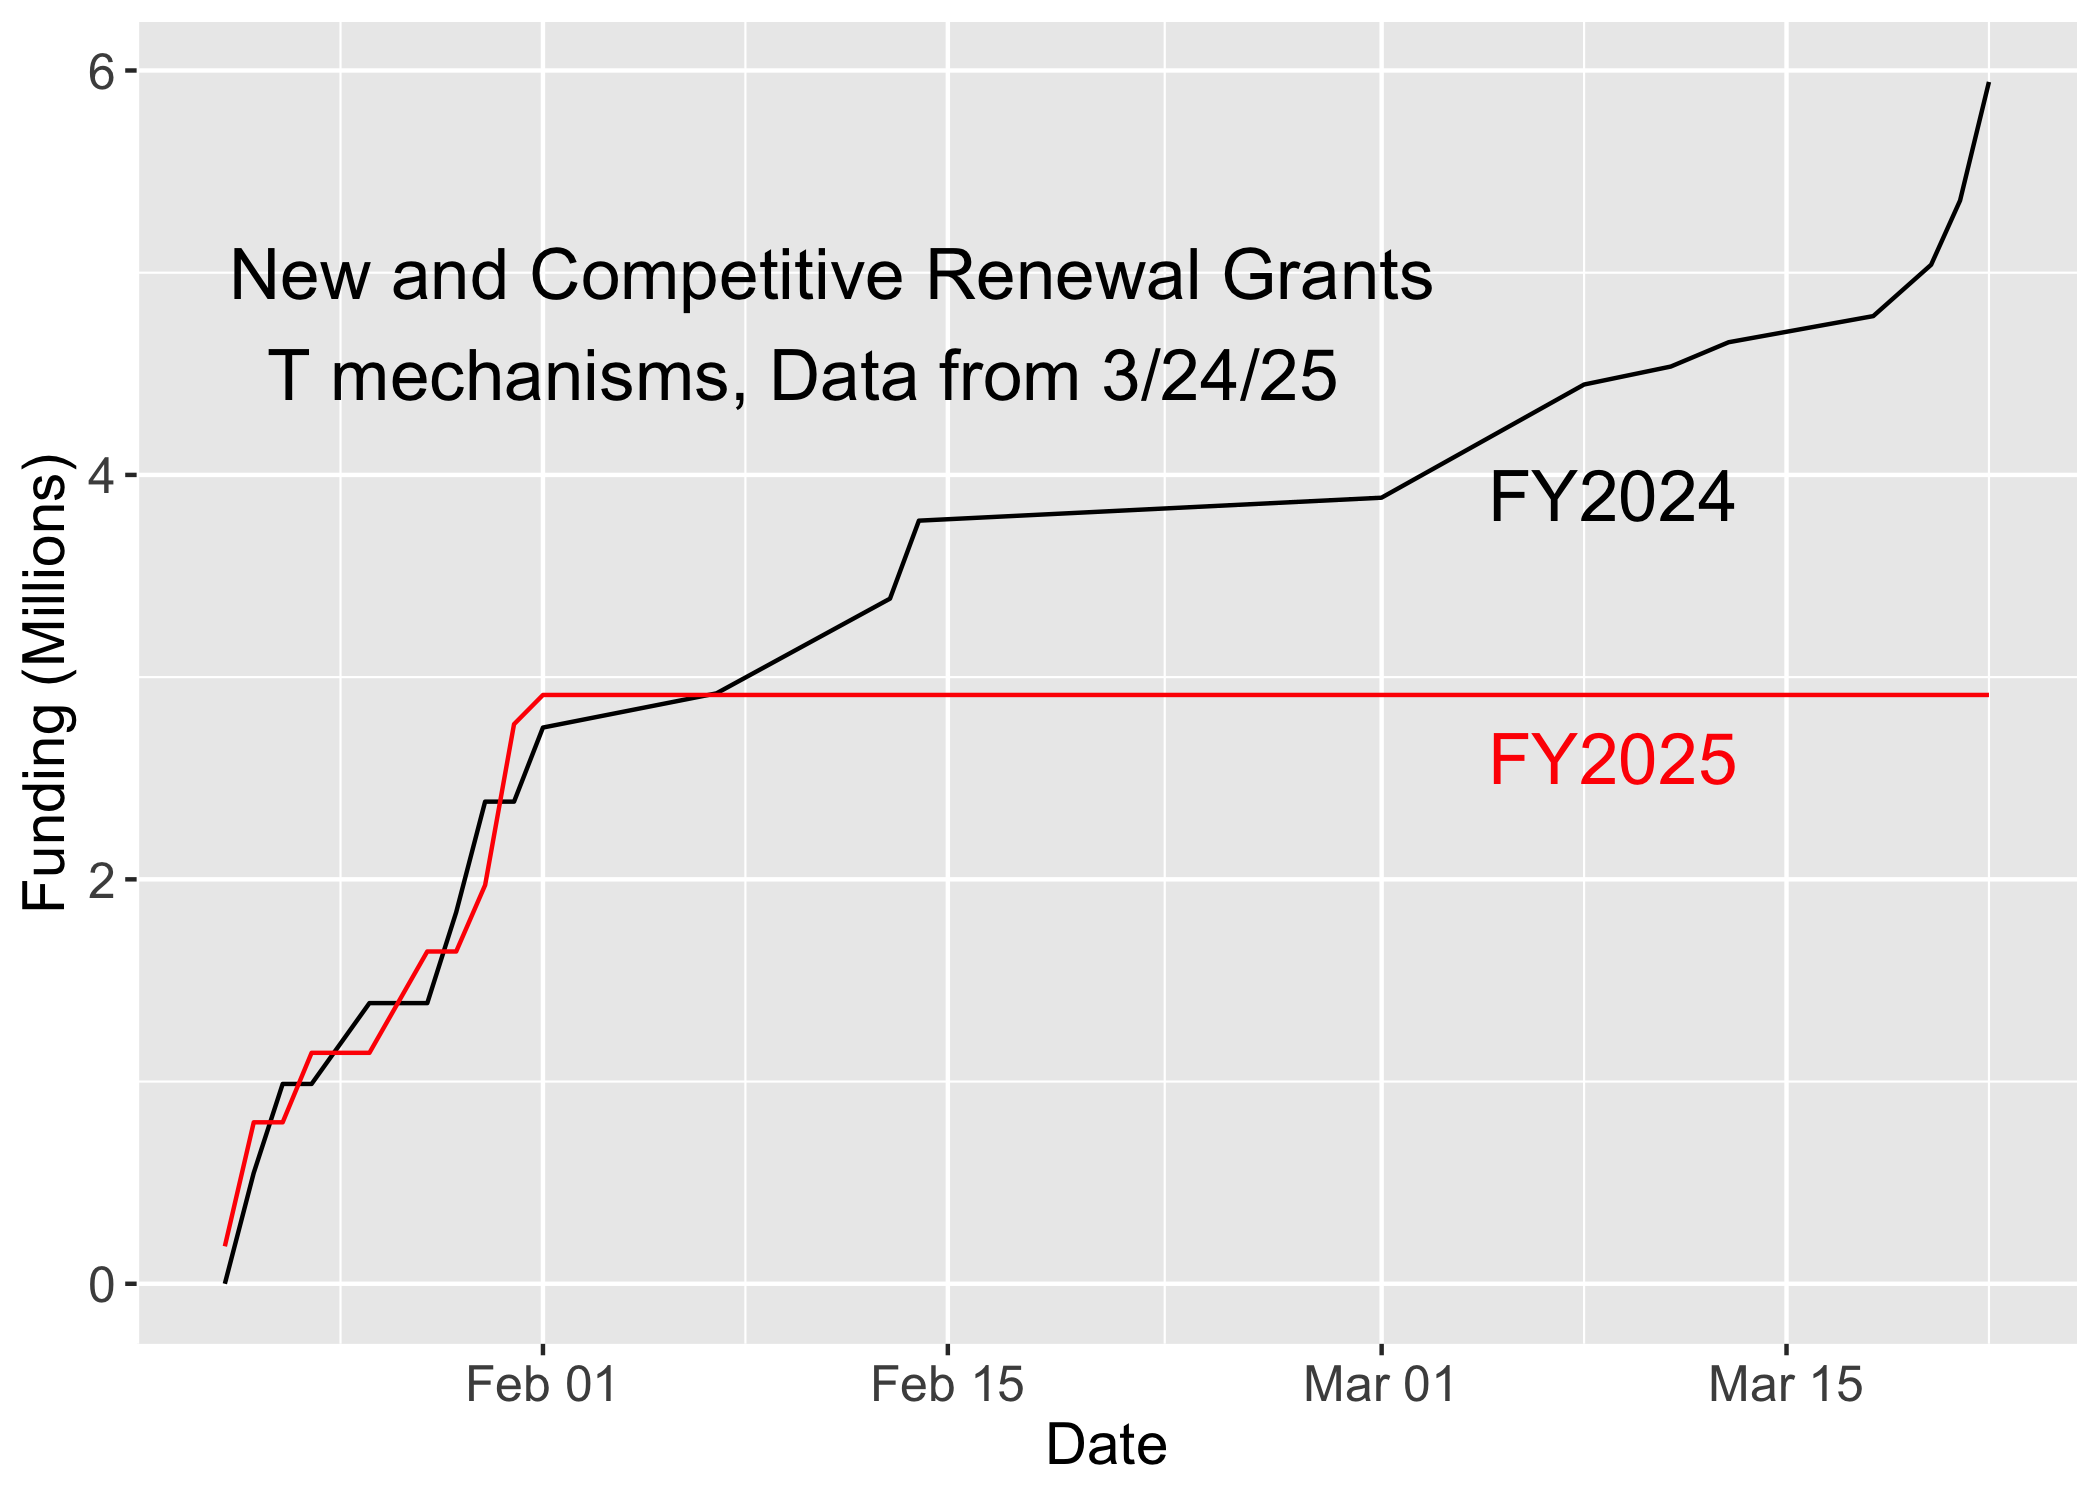 6
New and Competitive Renewal Grants
T mechanisms, Data from 3/24/25
4
FY2024
Funding (Millions)
FY2025
2
0
Feb 01 Feb 15 Mar 01 Mar 15
Date